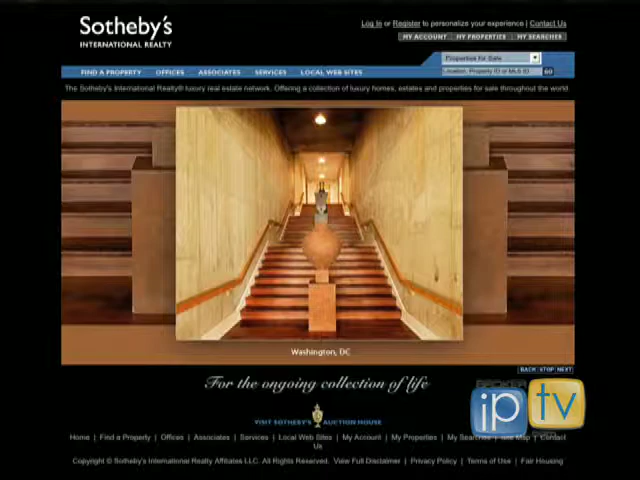 Sotheby's
INTERNATIONAL REALTY
Log In or Register to personalize your experience | Contact Us
MY ACCOUNT MY PROPERTIES MY SEARCHES
Properties for Sale
Location, Property ID or MLS ID GO
FIND A PROPERTY OFFICES ASSOCIATES SERVICES LOCAL WEB SITES
The Sotheby's International Realty® luxury real estate network. Offering a collection of luxury homes, estates and properties for sale throughout the world.
Washington, DC
BACK STOP NEXT
For the ongoing collection of life
ip tv
VISIT SOTHEBY'S AUCTION HOUSE
Home | Find a Property | Offices | Associates | Services | Local Web Sites | My Account | My Properties | My Searches | Site Map | Contact
Us
Copyright © Sotheby's International Realty Affiliates LLC. All Rights Reserved. View Full Disclaimer | Privacy Policy | Terms of Use | Fair Housing